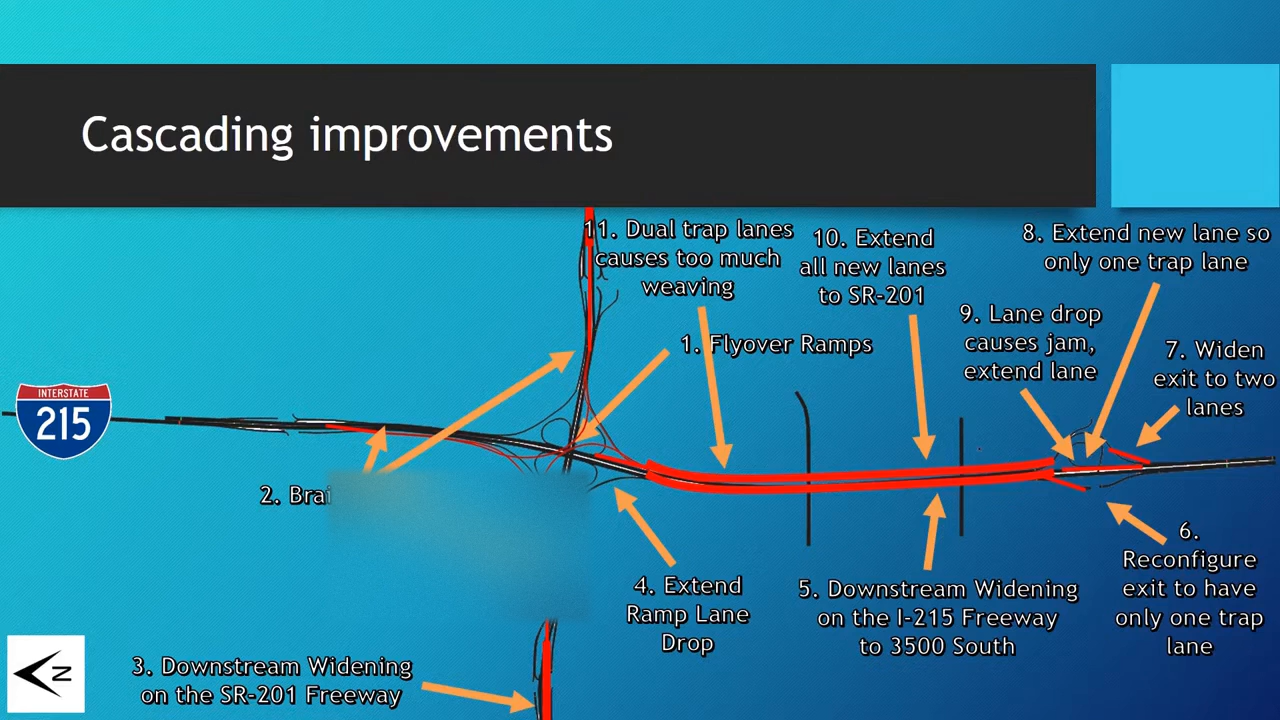 Cascading improvements
11. Dual trap lanes
causes too much
weaving
10. Extend
all new lanes
to SR-201
8. Extend new lane so
only one trap lane
9. Lane drop
causes jam,
extend lane
1. Flyover Ramps
7. Widen
exit to two
lanes
INTERSTATE
215
2.
4. Extend
Ramp Lane
Drop
5. Downstream Widening
on the I-215 Freeway
to 3500 South
6.
Reconfigure
exit to have
only one trap
lane
3. Downstream Widening
on the SR-201 Freeway
N